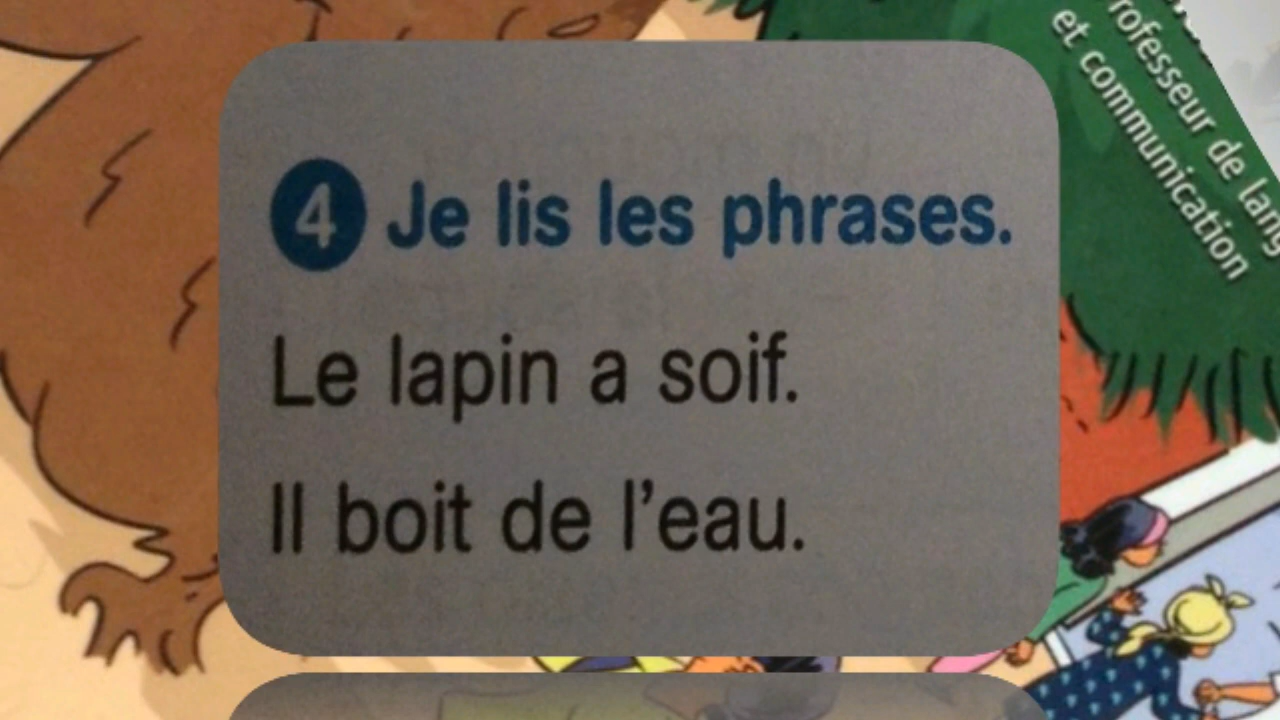 rofesseur de lang
et communication
4 Je lis les phrases.
Le lapin a soif.
Il boit de l'eau.